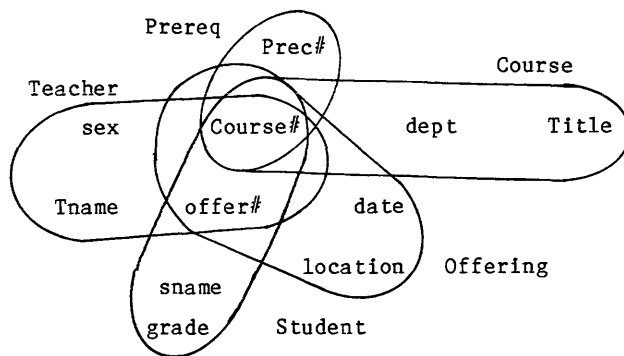 Prereq
Prec#
Course
Teacher
sex
Course#
dept
Title
Tname
offer#
date
location
Offering
sname
grade
Student